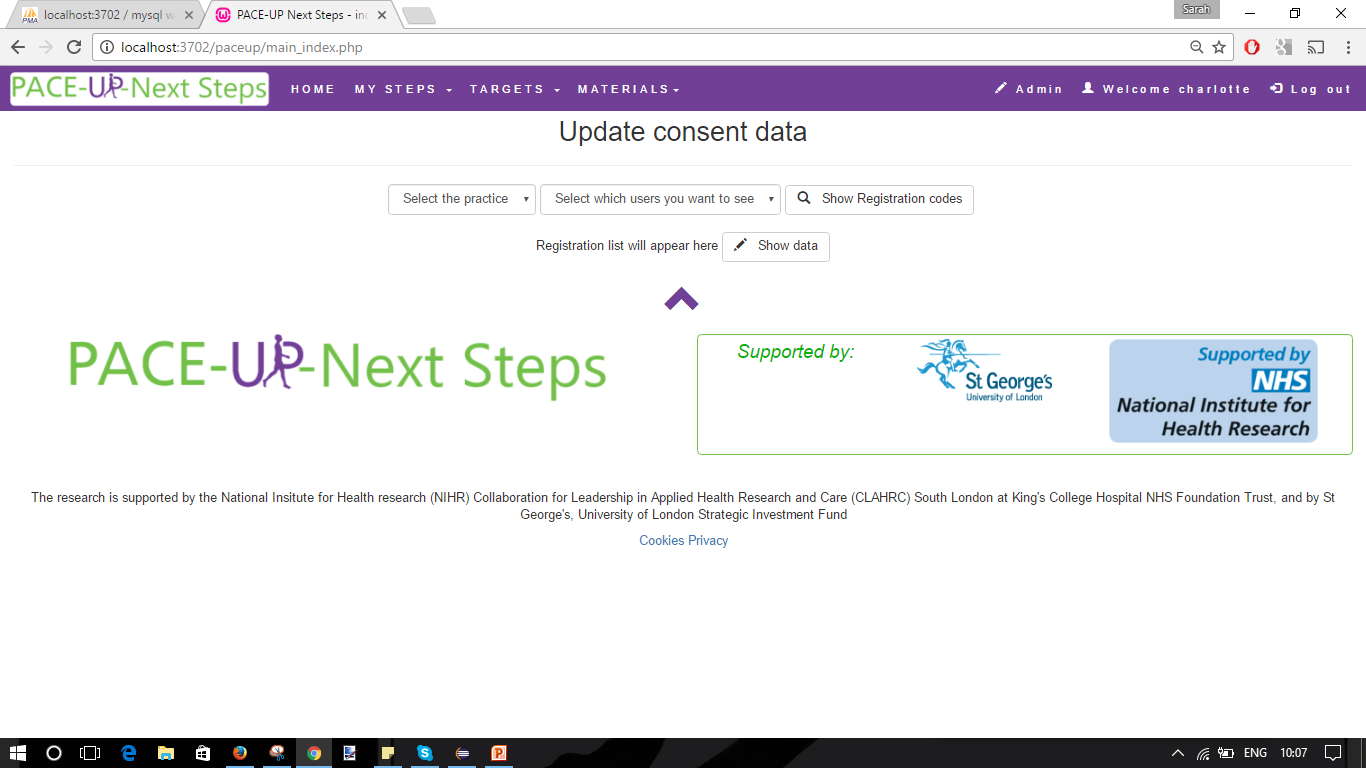 Sarah
localhost:3702 / mysql w
PACE-UP Next Steps - inc
localhost:3702/paceup/main_index.php
PACE-UP-Next Steps HOME MY STEPS TARGETS MATERIALS Admin Welcome charlotte Log out
Update consent data
Select the practice Select which users you want to see Show Registration codes
Registration list will appear here Show data
PACE-UP-Next Steps
Supported by:
St George's
University of London
Supported by
NHS
National Institute for
Health Research
The research is supported by the National Insitute for Health research (NIHR) Collaboration for Leadership in Applied Health Research and Care (CLAHRC) South London at King's College Hospital NHS Foundation Trust, and by St
George's, University of London Strategic Investment Fund
Cookies Privacy
ENG 10:07